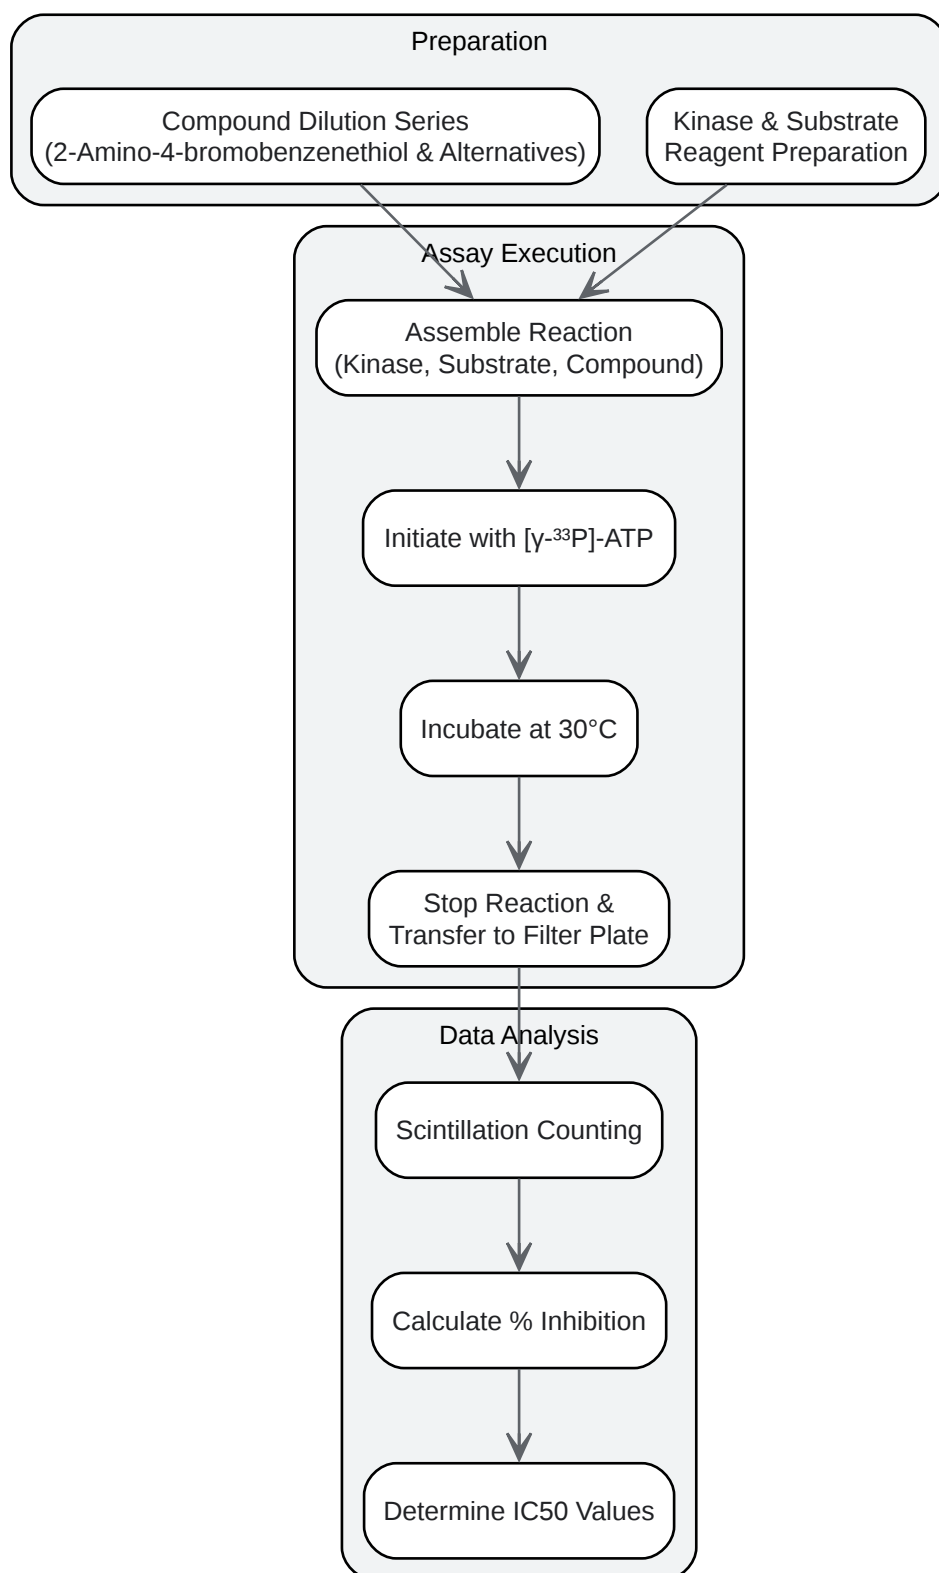 Preparation
Compound Dilution Series
(2-Amino-4-bromobenzenethiol & Alternatives)
Kinase & Substrate
Reagent Preparation
Assay Execution
Assemble Reaction
(Kinase, Substrate, Compound)
Initiate with [γ-³³P]-ATP
Incubate at 30°C
Stop Reaction &
Transfer to Filter Plate
Data Analysis
Scintillation Counting
Calculate % Inhibition
Determine IC50 Values